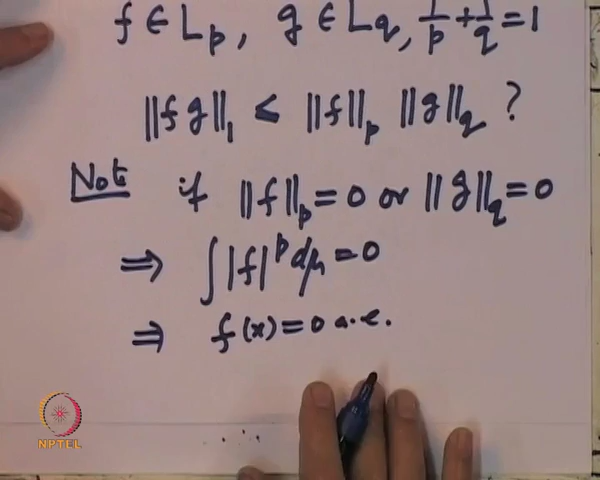 f ∈ L_p, g ∈ L_q, 1/p + 1/q = 1
||fg||_1 ≤ ||f||_p ||g||_q ?
Note if ||f||_p = 0 or ||g||_q = 0
⇒ ∫|f|^p dμ = 0
⇒ f(x) = 0 a.e.
NPTEL